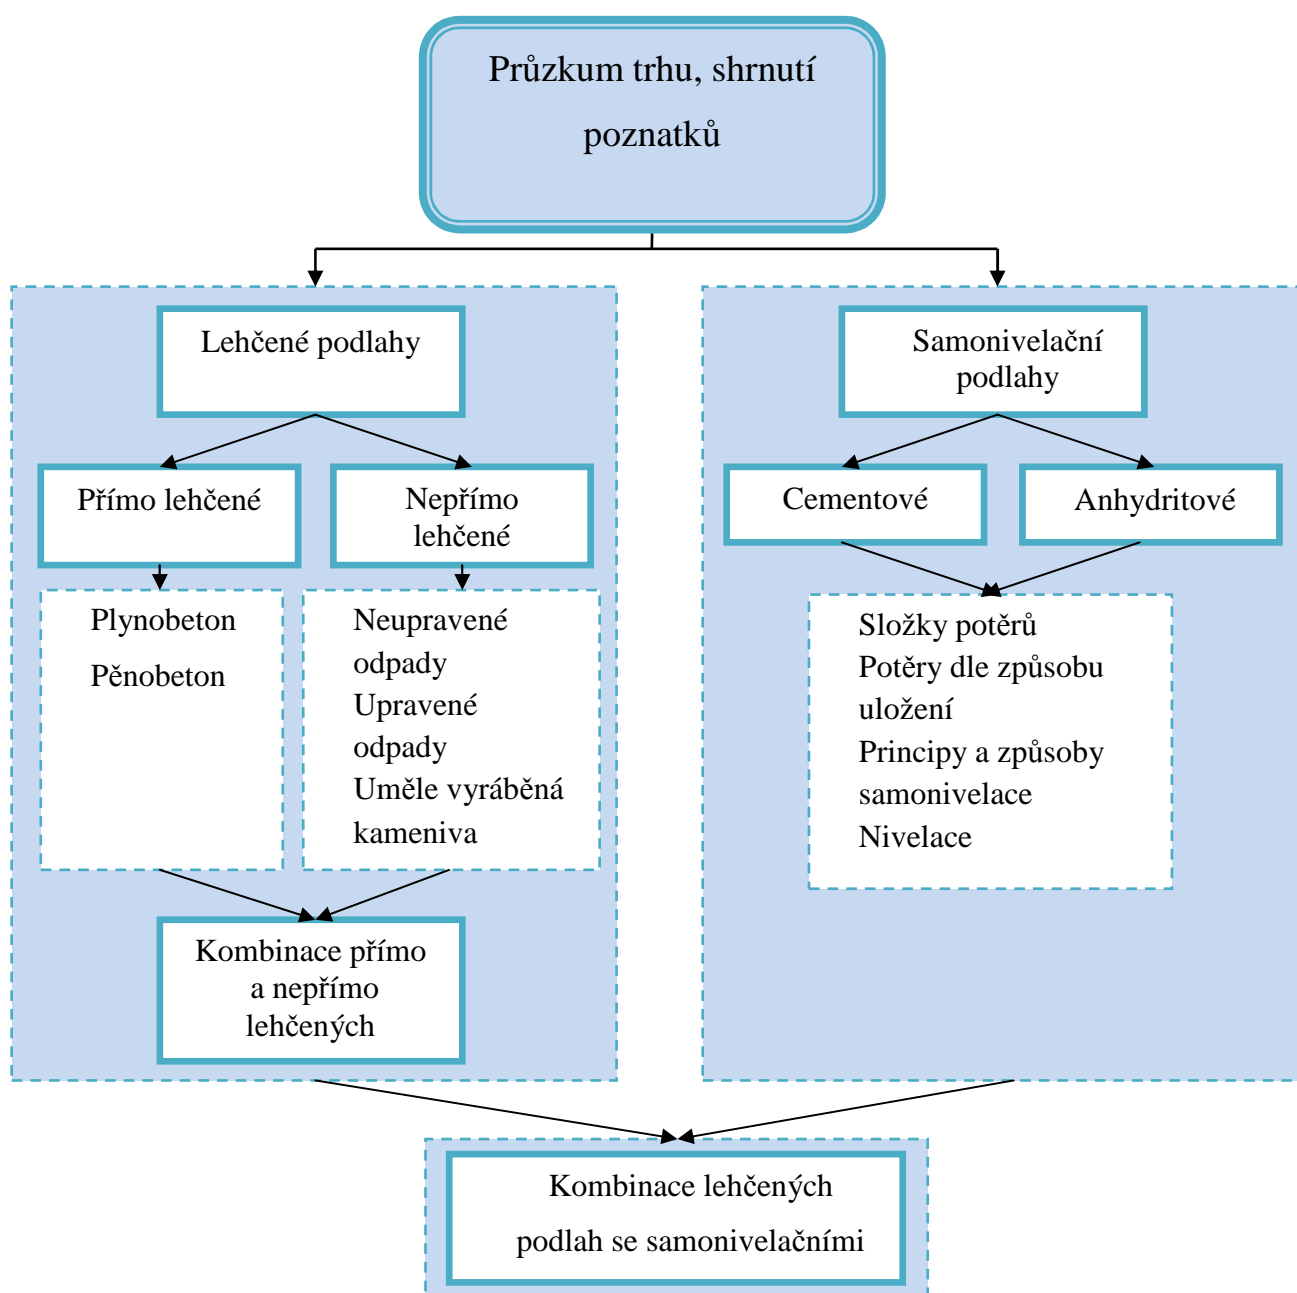 Průzkum trhu, shrnutí
poznatků
Lehčené podlahy
Přímo lehčené
Nepřímo
lehčené
Plynobeton
Pěnobeton
Neupravené
odpady
Upravené
odpady
Uměle vyráběná
kameniva
Kombinace přímo
a nepřímo
lehčených
Samonivelační
podlahy
Cementové
Anhydritové
Složky potěrů
Potěry dle způsobu
uložení
Principy a způsoby
samonivelace
Nivelace
Kombinace lehčených
podlah se samonivelačními